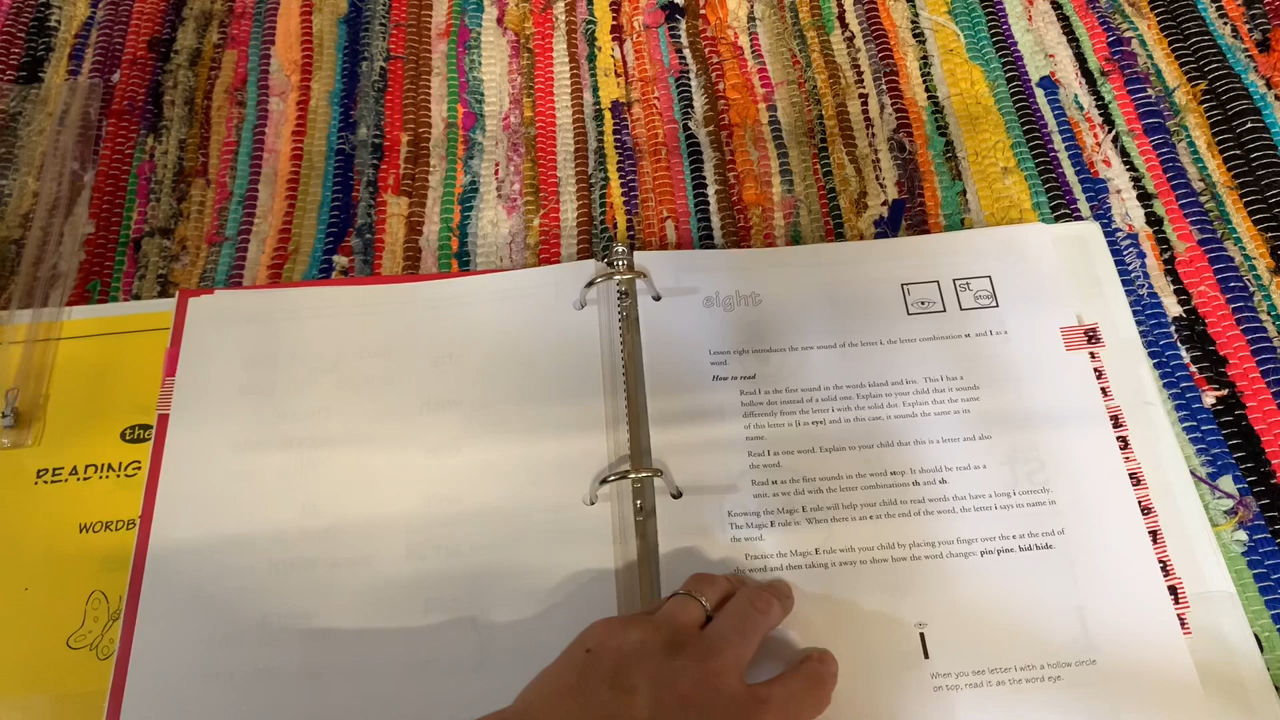 the
READING
WORDB
eight
I
st
stop
8
Lesson eight introduces the new sound of the letter i, the letter combination st and I as a
word.
How to read
Read I as the first sound in the words island and iris. This i has a
hollow dot instead of a solid one. Explain to your child that it sounds
differently from the letter i with the solid dot. Explain that the name
of this letter is [i as eye] and in this case, it sounds the same as its
name.
Read I as one word. Explain to your child that this is a letter and also
the word.
Read st as the first sounds in the word stop. It should be read as a
unit, as we did with the letter combinations th and sh.
Knowing the Magic E rule will help your child to read words that have a long i correctly.
The Magic E rule is: When there is an e at the end of the word, the letter i says its name in
the word.
Practice the Magic E rule with your child by placing your finger over the e at the end of
the word and then taking it away to show how the word changes: pin/pine, hid/hide.
When you see letter i with a hollow circle
on top, read it as the word eye.